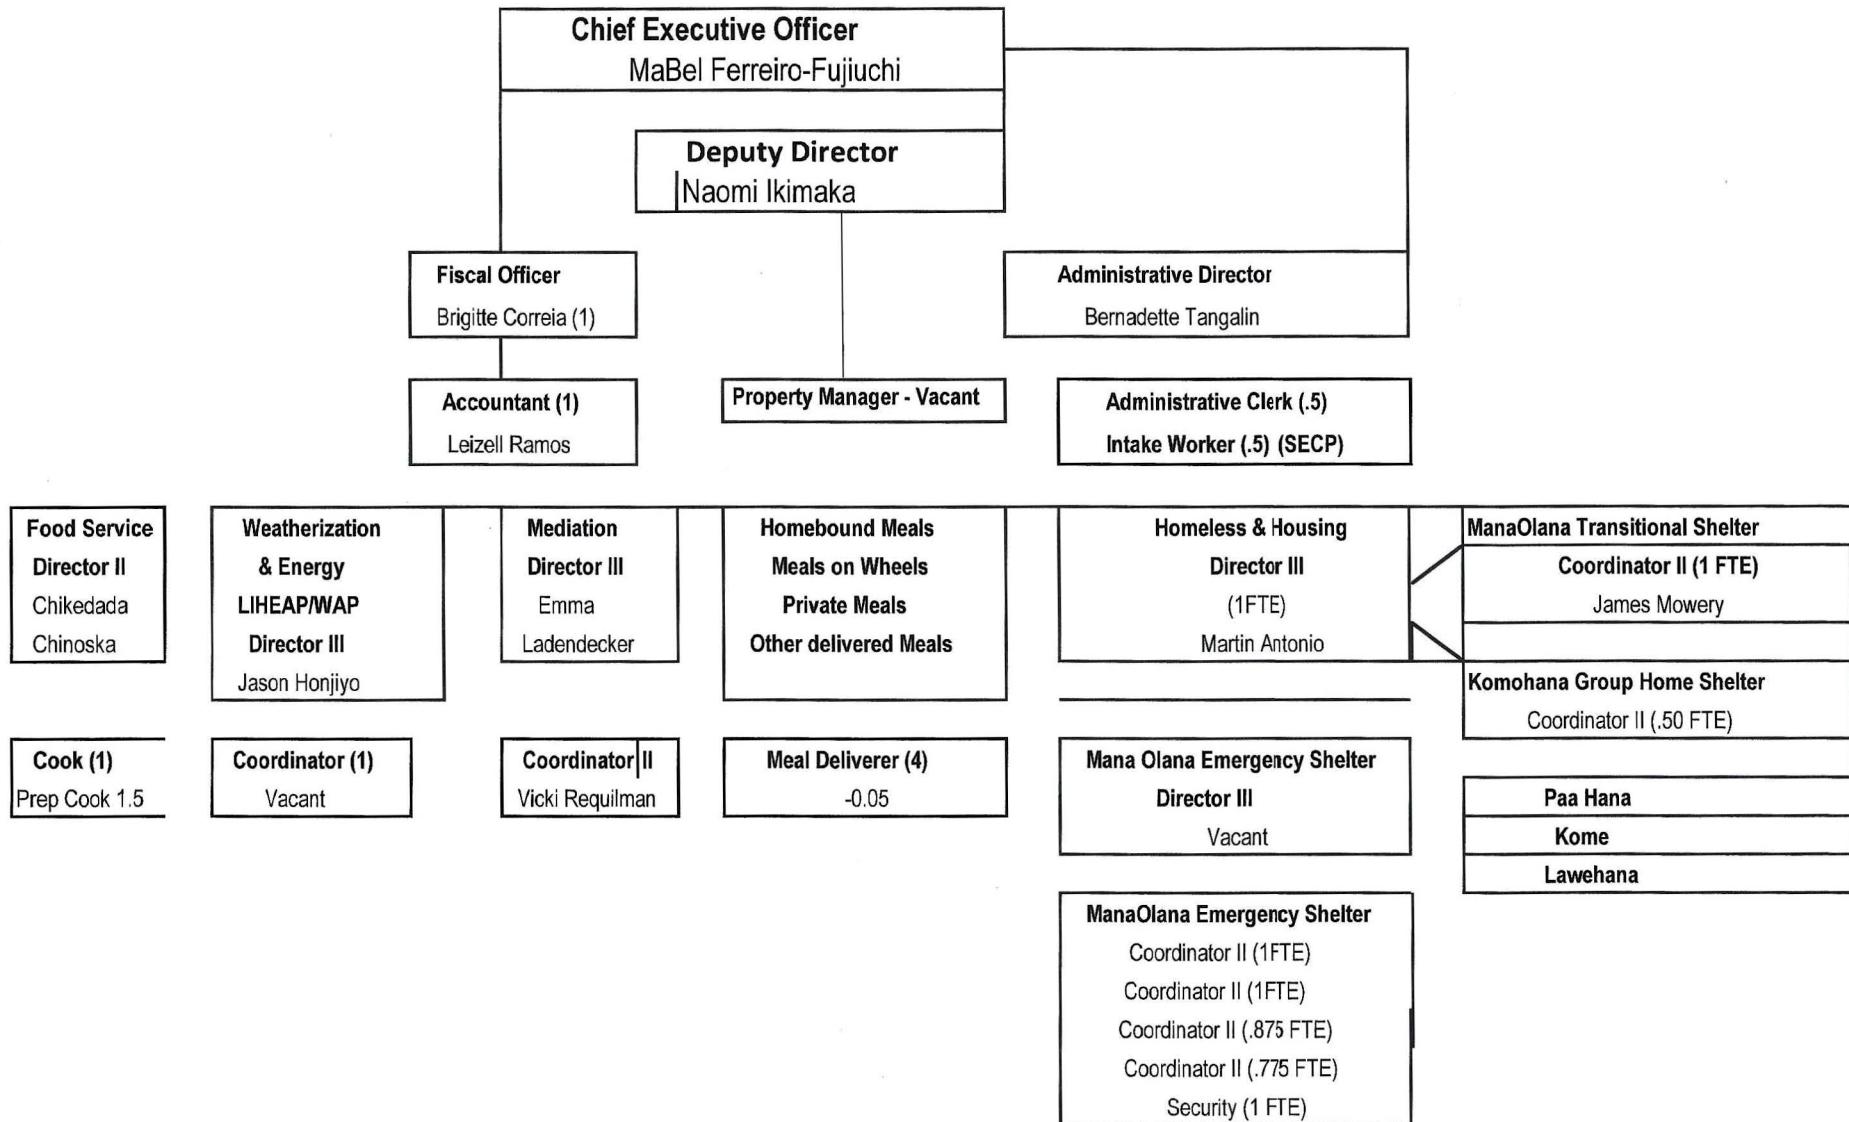 Chief Executive Officer
MaBel Ferreiro-Fujiuchi
Deputy Director
Naomi Ikimaka
Fiscal Officer
Brigitte Correia (1)
Administrative Director
Bernadette Tangalin
Accountant (1)
Leizell Ramos
Property Manager - Vacant
Administrative Clerk (.5)
Intake Worker (.5) (SECP)
Food Service
Director II
Chikedada
Chinoska
Weatherization
& Energy
LIHEAP/WAP
Director III
Jason Honjiyo
Mediation
Director III
Emma
Ladendecker
Homebound Meals
Meals on Wheels
Private Meals
Other delivered Meals
Homeless & Housing
Director III
(1FTE)
Martin Antonio
ManaOlana Transitional Shelter
Coordinator II (1 FTE)
James Mowery
Komohana Group Home Shelter
Coordinator II (.50 FTE)
Cook (1)
Prep Cook 1.5
Coordinator (1)
Vacant
Coordinator II
Vicki Requilman
Meal Deliverer (4)
-0.05
Mana Olana Emergency Shelter
Director III
Vacant
Paa Hana
Kome
Lawehana
ManaOlana Emergency Shelter
Coordinator II (1FTE)
Coordinator II (1FTE)
Coordinator II (.875 FTE)
Coordinator II (.775 FTE)
Security (1 FTE)